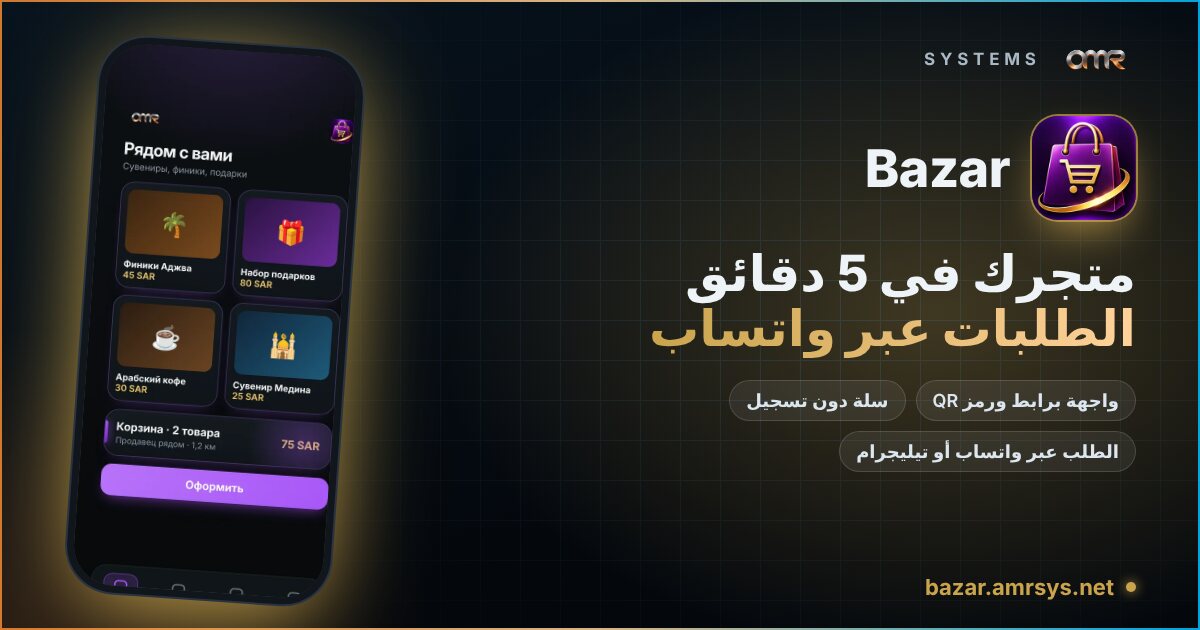 SYSTEMS AMR
Bazar
متجرك في 5 دقائق
الطلبات عبر واتساب
واجهة برابط ورمز QR
سلة دون تسجيل
الطلب عبر واتساب أو تيليجرام
bazar.amrsys.net
AMR
Рядом с вами
Сувениры, финики, подарки
Финики Аджва
45 SAR
Набор подарков
80 SAR
Арабский кофе
30 SAR
Сувенир Медина
25 SAR
Корзина · 2 товара
Продавец рядом · 1,2 км
75 SAR
Оформить